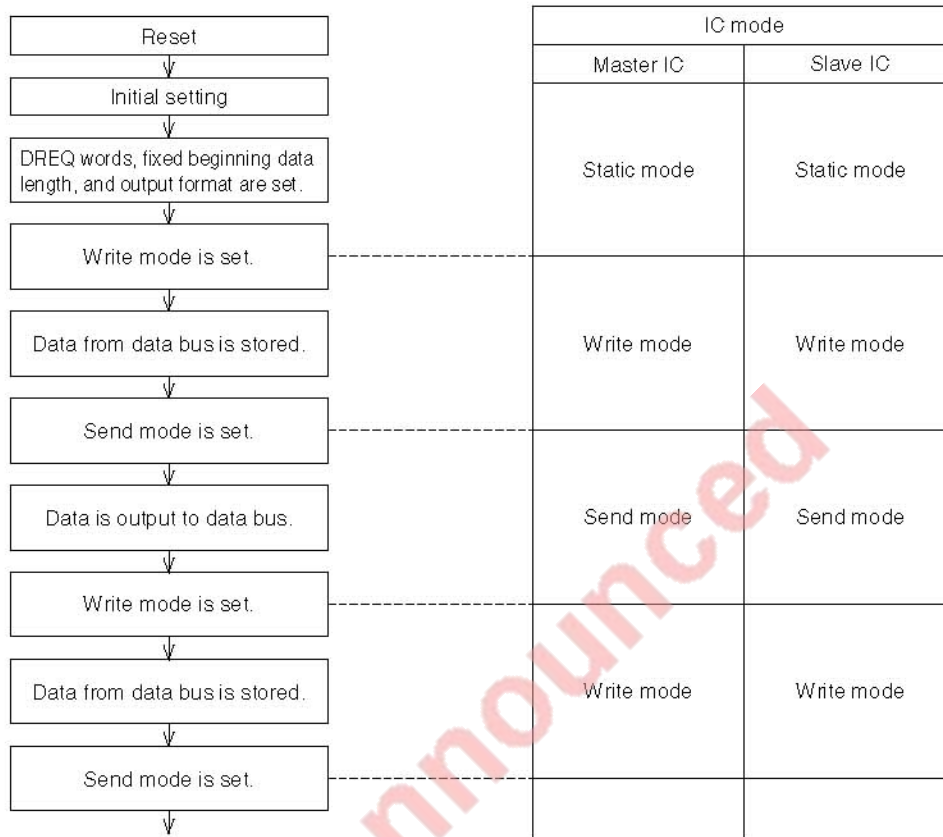 Reset
Initial setting
DREQ words, fixed beginning data
length, and output format are set.
Write mode is set.
Data from data bus is stored.
Send mode is set.
Data is output to data bus.
Write mode is set.
Data from data bus is stored.
Send mode is set.
IC mode
Master IC Slave IC
Static mode Static mode
Write mode Write mode
Send mode Send mode
Write mode Write mode
nnounced